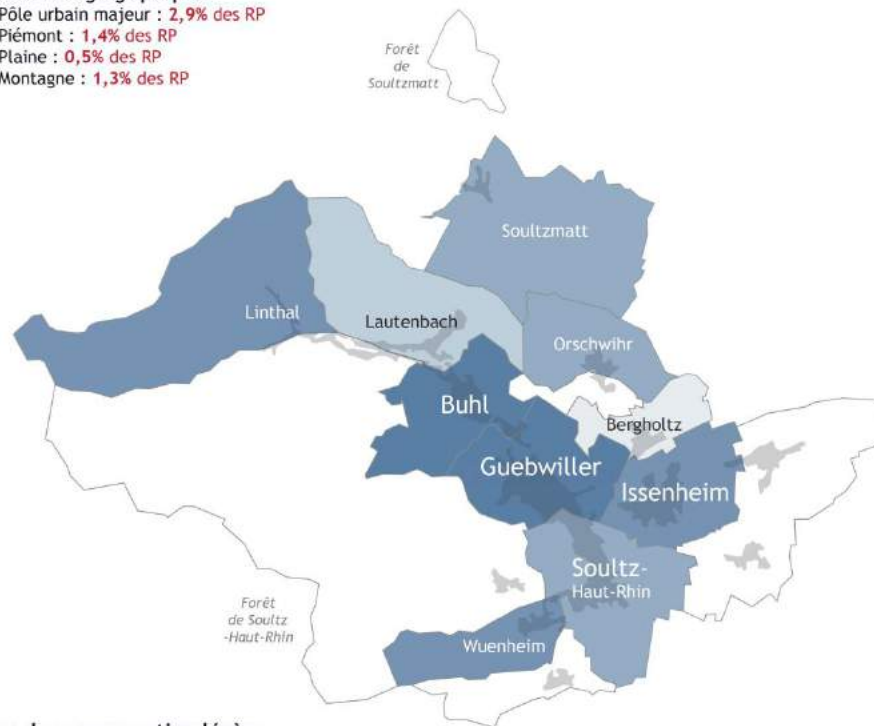 Pôle urbain majeur : 2,9% des RP
Piémont : 1,4% des RP
Plaine : 0,5% des RP
Montagne : 1,3% des RP
Forêt
de
Soultzmatt
Soultzmatt
Linthal
Lautenbach
Orschwihr
Buhl
Bergholtz
Guebwiller
Issenheim
Soultz-
Haut-Rhin
Forêt
de Soultz
-Haut-Rhin
Wuenheim